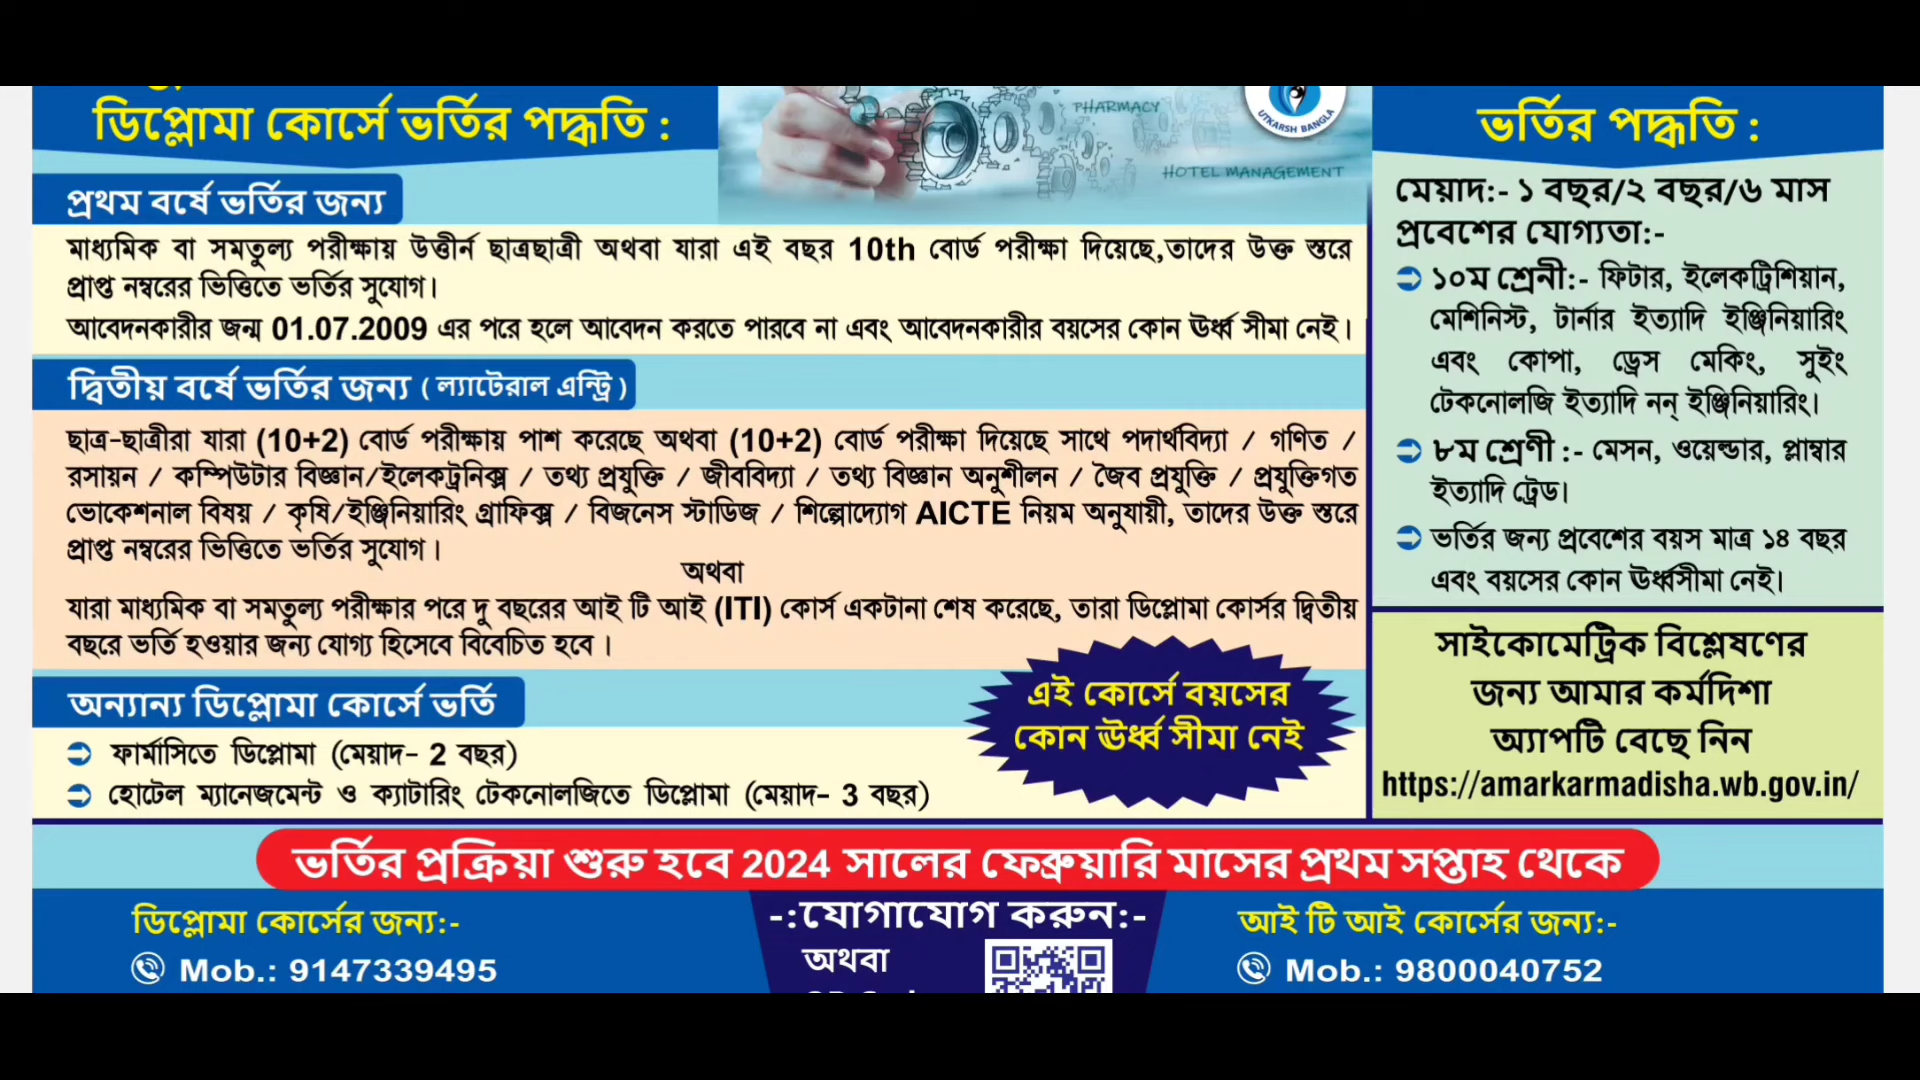 ডিপ্লোমা কোর্সে ভর্তির পদ্ধতি :
প্রথম বর্ষে ভর্তির জন্য
মাধ্যমিক বা সমতুল্য পরীক্ষায় উত্তীর্ন ছাত্রছাত্রী অথবা যারা এই বছর 10th বোর্ড পরীক্ষা দিয়েছে,তাদের উক্ত স্তরে
প্রাপ্ত নম্বরের ভিত্তিতে ভর্তির সুযোগ।
আবেদনকারীর জন্ম 01.07.2009 এর পরে হলে আবেদন করতে পারবে না এবং আবেদনকারীর বয়সের কোন ঊর্ধ্ব সীমা নেই।
দ্বিতীয় বর্ষে ভর্তির জন্য ( ল্যাটেরাল এন্ট্রি )
ছাত্র-ছাত্রীরা যারা (10+2) বোর্ড পরীক্ষায় পাশ করেছে অথবা (10+2) বোর্ড পরীক্ষা দিয়েছে সাথে পদার্থবিদ্যা / গণিত /
রসায়ন / কম্পিউটার বিজ্ঞান/ইলেকট্রনিক্স / তথ্য প্রযুক্তি / জীববিদ্যা / তথ্য বিজ্ঞান অনুশীলন / জৈব প্রযুক্তি / প্রযুক্তিগত
ভোকেশনাল বিষয় / কৃষি/ইঞ্জিনিয়ারিং গ্রাফিক্স / বিজনেস স্টাডিজ / শিল্পোদ্যোগ AICTE নিয়ম অনুযায়ী, তাদের উক্ত স্তরে
প্রাপ্ত নম্বরের ভিত্তিতে ভর্তির সুযোগ।
অথবা
যারা মাধ্যমিক বা সমতুল্য পরীক্ষার পরে দু বছরের আই টি আই (ITI) কোর্স একটানা শেষ করেছে, তারা ডিপ্লোমা কোর্সর দ্বিতীয়
বছরে ভর্তি হওয়ার জন্য যোগ্য হিসেবে বিবেচিত হবে ।
অন্যান্য ডিপ্লোমা কোর্সে ভর্তি
ফার্মাসিতে ডিপ্লোমা (মেয়াদ- 2 বছর)
হোটেল ম্যানেজমেন্ট ও ক্যাটারিং টেকনোলজিতে ডিপ্লোমা (মেয়াদ- 3 বছর)
এই কোর্সে বয়সের
কোন ঊর্ধ্ব সীমা নেই
PHARMACY
HOTEL MANAGEMENT
UTKARSH BANGLA
ভর্তির পদ্ধতি :
মেয়াদ:- ১ বছর/২ বছর/৬ মাস
প্রবেশের যোগ্যতা:-
১০ম শ্রেনী:- ফিটার, ইলেকট্রিশিয়ান,
মেশিনিস্ট, টার্নার ইত্যাদি ইঞ্জিনিয়ারিং
এবং কোপা, ড্রেস মেকিং, সুইং
টেকনোলজি ইত্যাদি নন্ ইঞ্জিনিয়ারিং।
৮ম শ্রেণী :- মেসন, ওয়েল্ডার, প্লাম্বার
ইত্যাদি ট্রেড।
ভর্তির জন্য প্রবেশের বয়স মাত্র ১৪ বছর
এবং বয়সের কোন ঊর্ধ্বসীমা নেই।
সাইকোমেট্রিক বিশ্লেষণের
জন্য আমার কর্মদিশা
অ্যাপটি বেছে নিন
https://amarkarmadisha.wb.gov.in/
ভর্তির প্রক্রিয়া শুরু হবে 2024 সালের ফেব্রুয়ারি মাসের প্রথম সপ্তাহ থেকে
ডিপ্লোমা কোর্সের জন্য:-
Mob.: 9147339495
-:যোগাযোগ করুন:-
অথবা
আই টি আই কোর্সের জন্য:-
Mob.: 9800040752